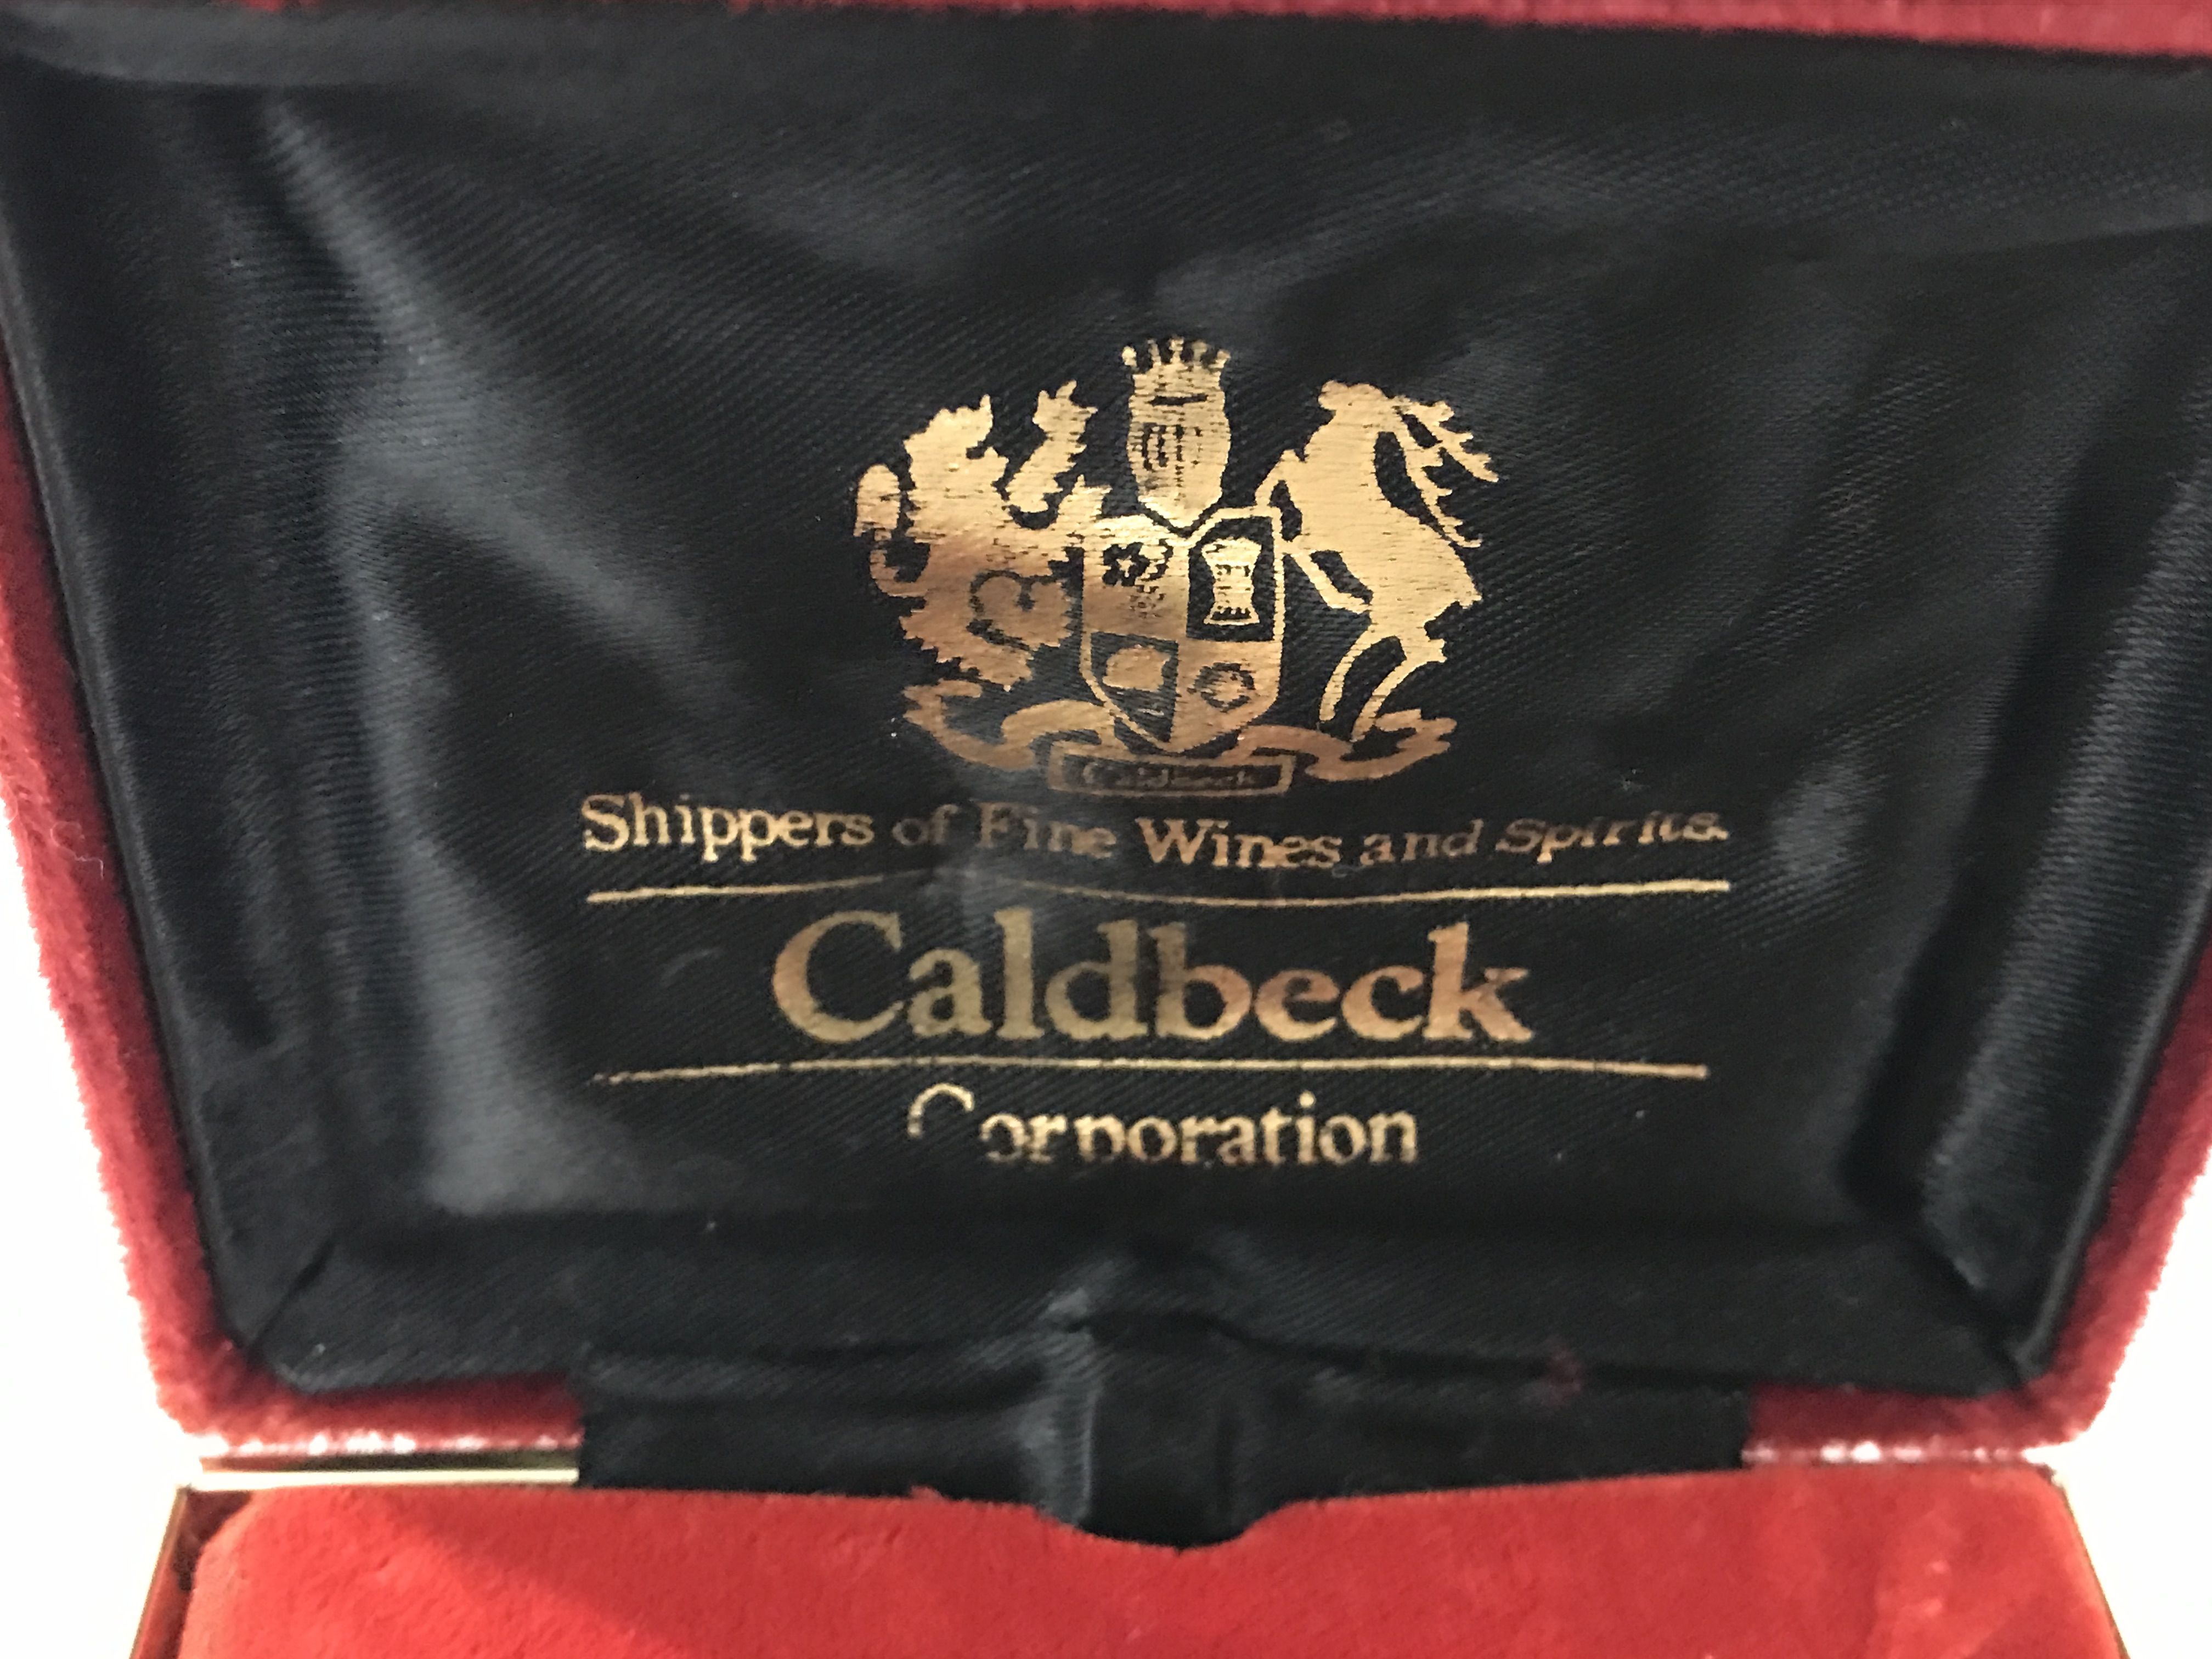 Caldbeck
Shippers of Fine Wines and Spirits.
Caldbeck
Corporation